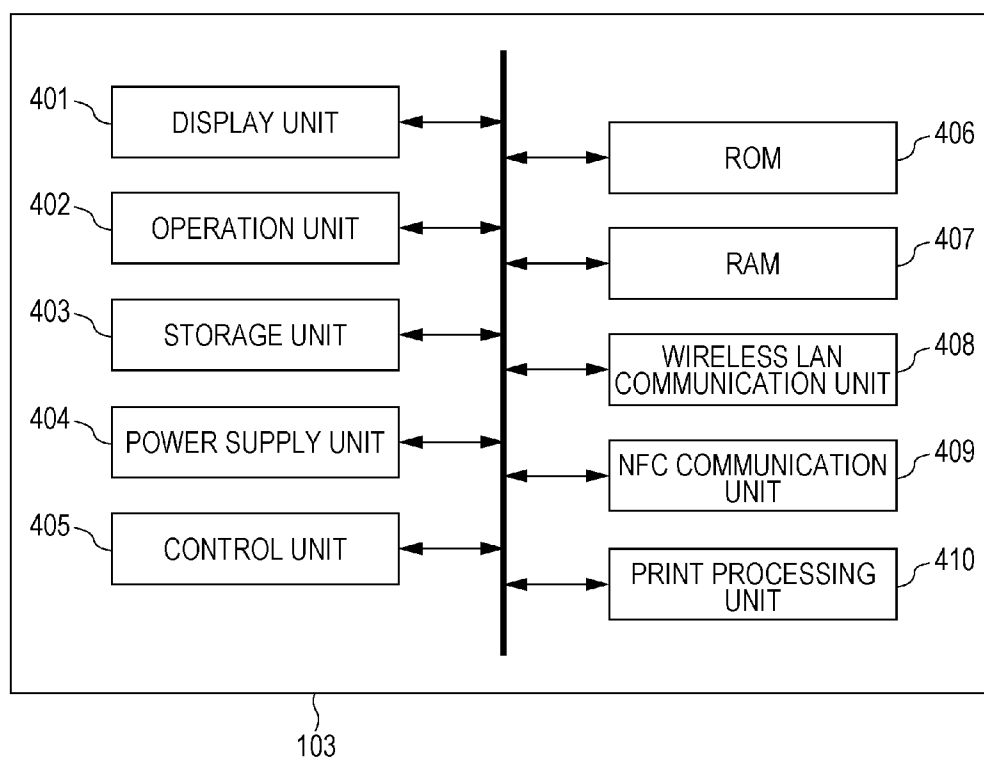 401
DISPLAY UNIT
402
OPERATION UNIT
403
STORAGE UNIT
404
POWER SUPPLY UNIT
405
CONTROL UNIT
406
ROM
407
RAM
408
WIRELESS LAN
COMMUNICATION UNIT
409
NFC COMMUNICATION
UNIT
410
PRINT PROCESSING
UNIT
103